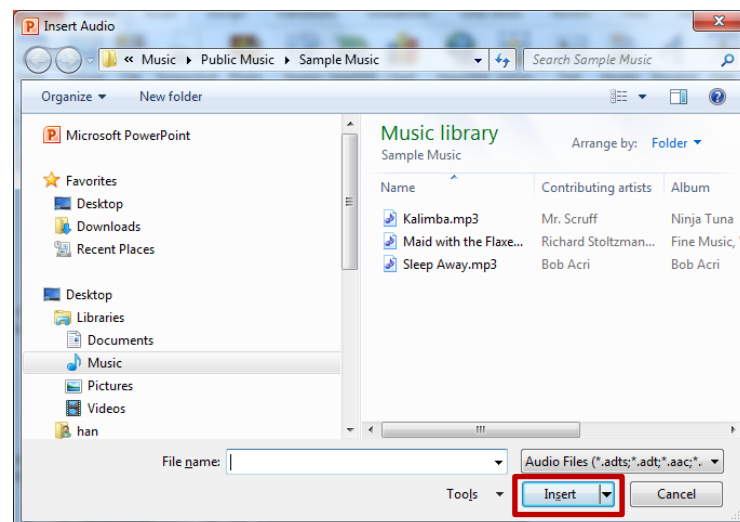 Insert Audio
« Music ▸ Public Music ▸ Sample Music
Search Sample Music
Organize ▾ New folder
Microsoft PowerPoint
Favorites
Desktop
Downloads
Recent Places
Desktop
Libraries
Documents
Music
Pictures
Videos
han
Music library
Sample Music
Arrange by: Folder ▾
Name Contributing artists Album
Kalimba.mp3 Mr. Scruff Ninja Tuna
Maid with the Flaxe... Richard Stoltzman... Fine Music,
Sleep Away.mp3 Bob Acri Bob Acri
File name: Audio Files (*.adts;*.adt;*.aac;*.
Tools ▾ Insert Cancel